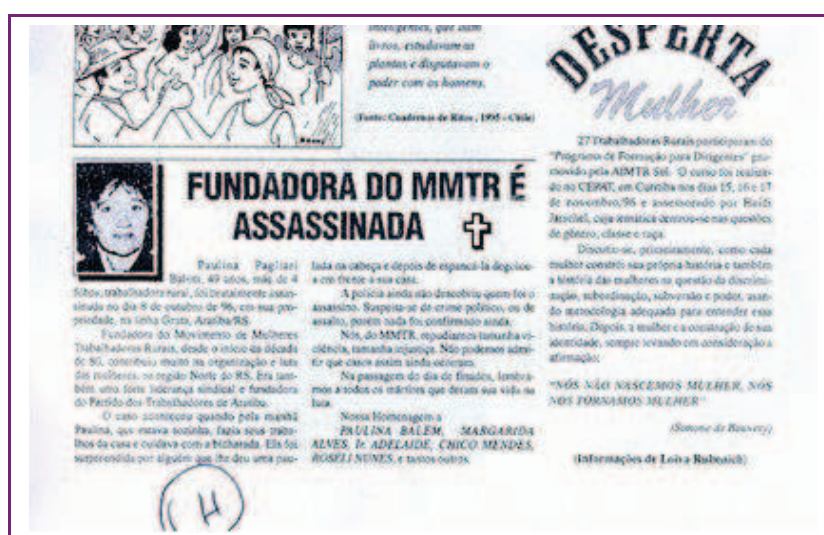 inteligentes, que liam
livros, estudavam as
plantas e disputavam o
poder com os homens.
(Fonte: Cuadernos de Ritos, 1995 - Chile)
FUNDADORA DO MMTR É
ASSASSINADA
Paulina Pagliari
Balem, 49 anos, mãe de 4
filhos, trabalhadora rural, foi brutalmente assas-
sinada no dia 8 de outubro de 96, em sua pro-
priedade, na linha Gruta, Aratiba/RS.
Fundadora do Movimento de Mulheres
Trabalhadoras Rurais, desde o início da década
de 80, contribuiu muito na organização e luta
das mulheres, na região Norte do RS. Era tam-
bém uma forte liderança sindical e fundadora
do Partido dos Trabalhadores de Aratiba.
O caso aconteceu quando pela manhã
Paulina, que estava sozinha, fazia seus traba-
lhos da casa e cuidava com a bicharada. Ela foi
surpreendida por alguém que lhe deu uma pau-
lada na cabeça e depois de espancá-la degolou-
a em frente a sua casa.
A polícia ainda não descobriu quem foi o
assassino. Suspeita-se de crime político, ou de
assalto, porém nada foi confirmado ainda.
Nós, do MMTR, repudiamos tamanha vi-
olência, tamanha injustiça. Não podemos admi-
tir que casos assim ainda ocorram.
Na passagem do dia de finados, lembra-
mos a todos os mártires que deram sua vida na
luta.
Nossa Homenagem a
PAULINA BALEM, MARGARIDA
ALVES, Ir. ADELAIDE, CHICO MENDES,
ROSELI NUNES, e tantos outros.
DESPERTA
Mulher
27 Trabalhadoras Rurais participaram do
"Programa de Formação para Dirigentes" pro-
movido pela AIMTR Sul. O curso foi realiza-
do no CEPAT, em Curitiba nos dias 15, 16 e 17
de novembro/96 e assessorado por Heidi
Jarschel, cuja temática centrou-se nas questões
de gênero, classe e raça.
Discutiu-se, primeiramente, como cada
mulher constrói sua própria história e também
a história das mulheres na questão da discrimi-
nação, subordinação, subversão e poder, usan-
do metodologia adequada para entender essa
história. Depois, a mulher e a construção de sua
identidade, sempre levando em consideração a
afirmação:
"NÓS NÃO NASCEMOS MULHER, NÓS
NOS TORNAMOS MULHER"
(Simone de Beauvoy)
(Informações de Loiva Rubenich)
H